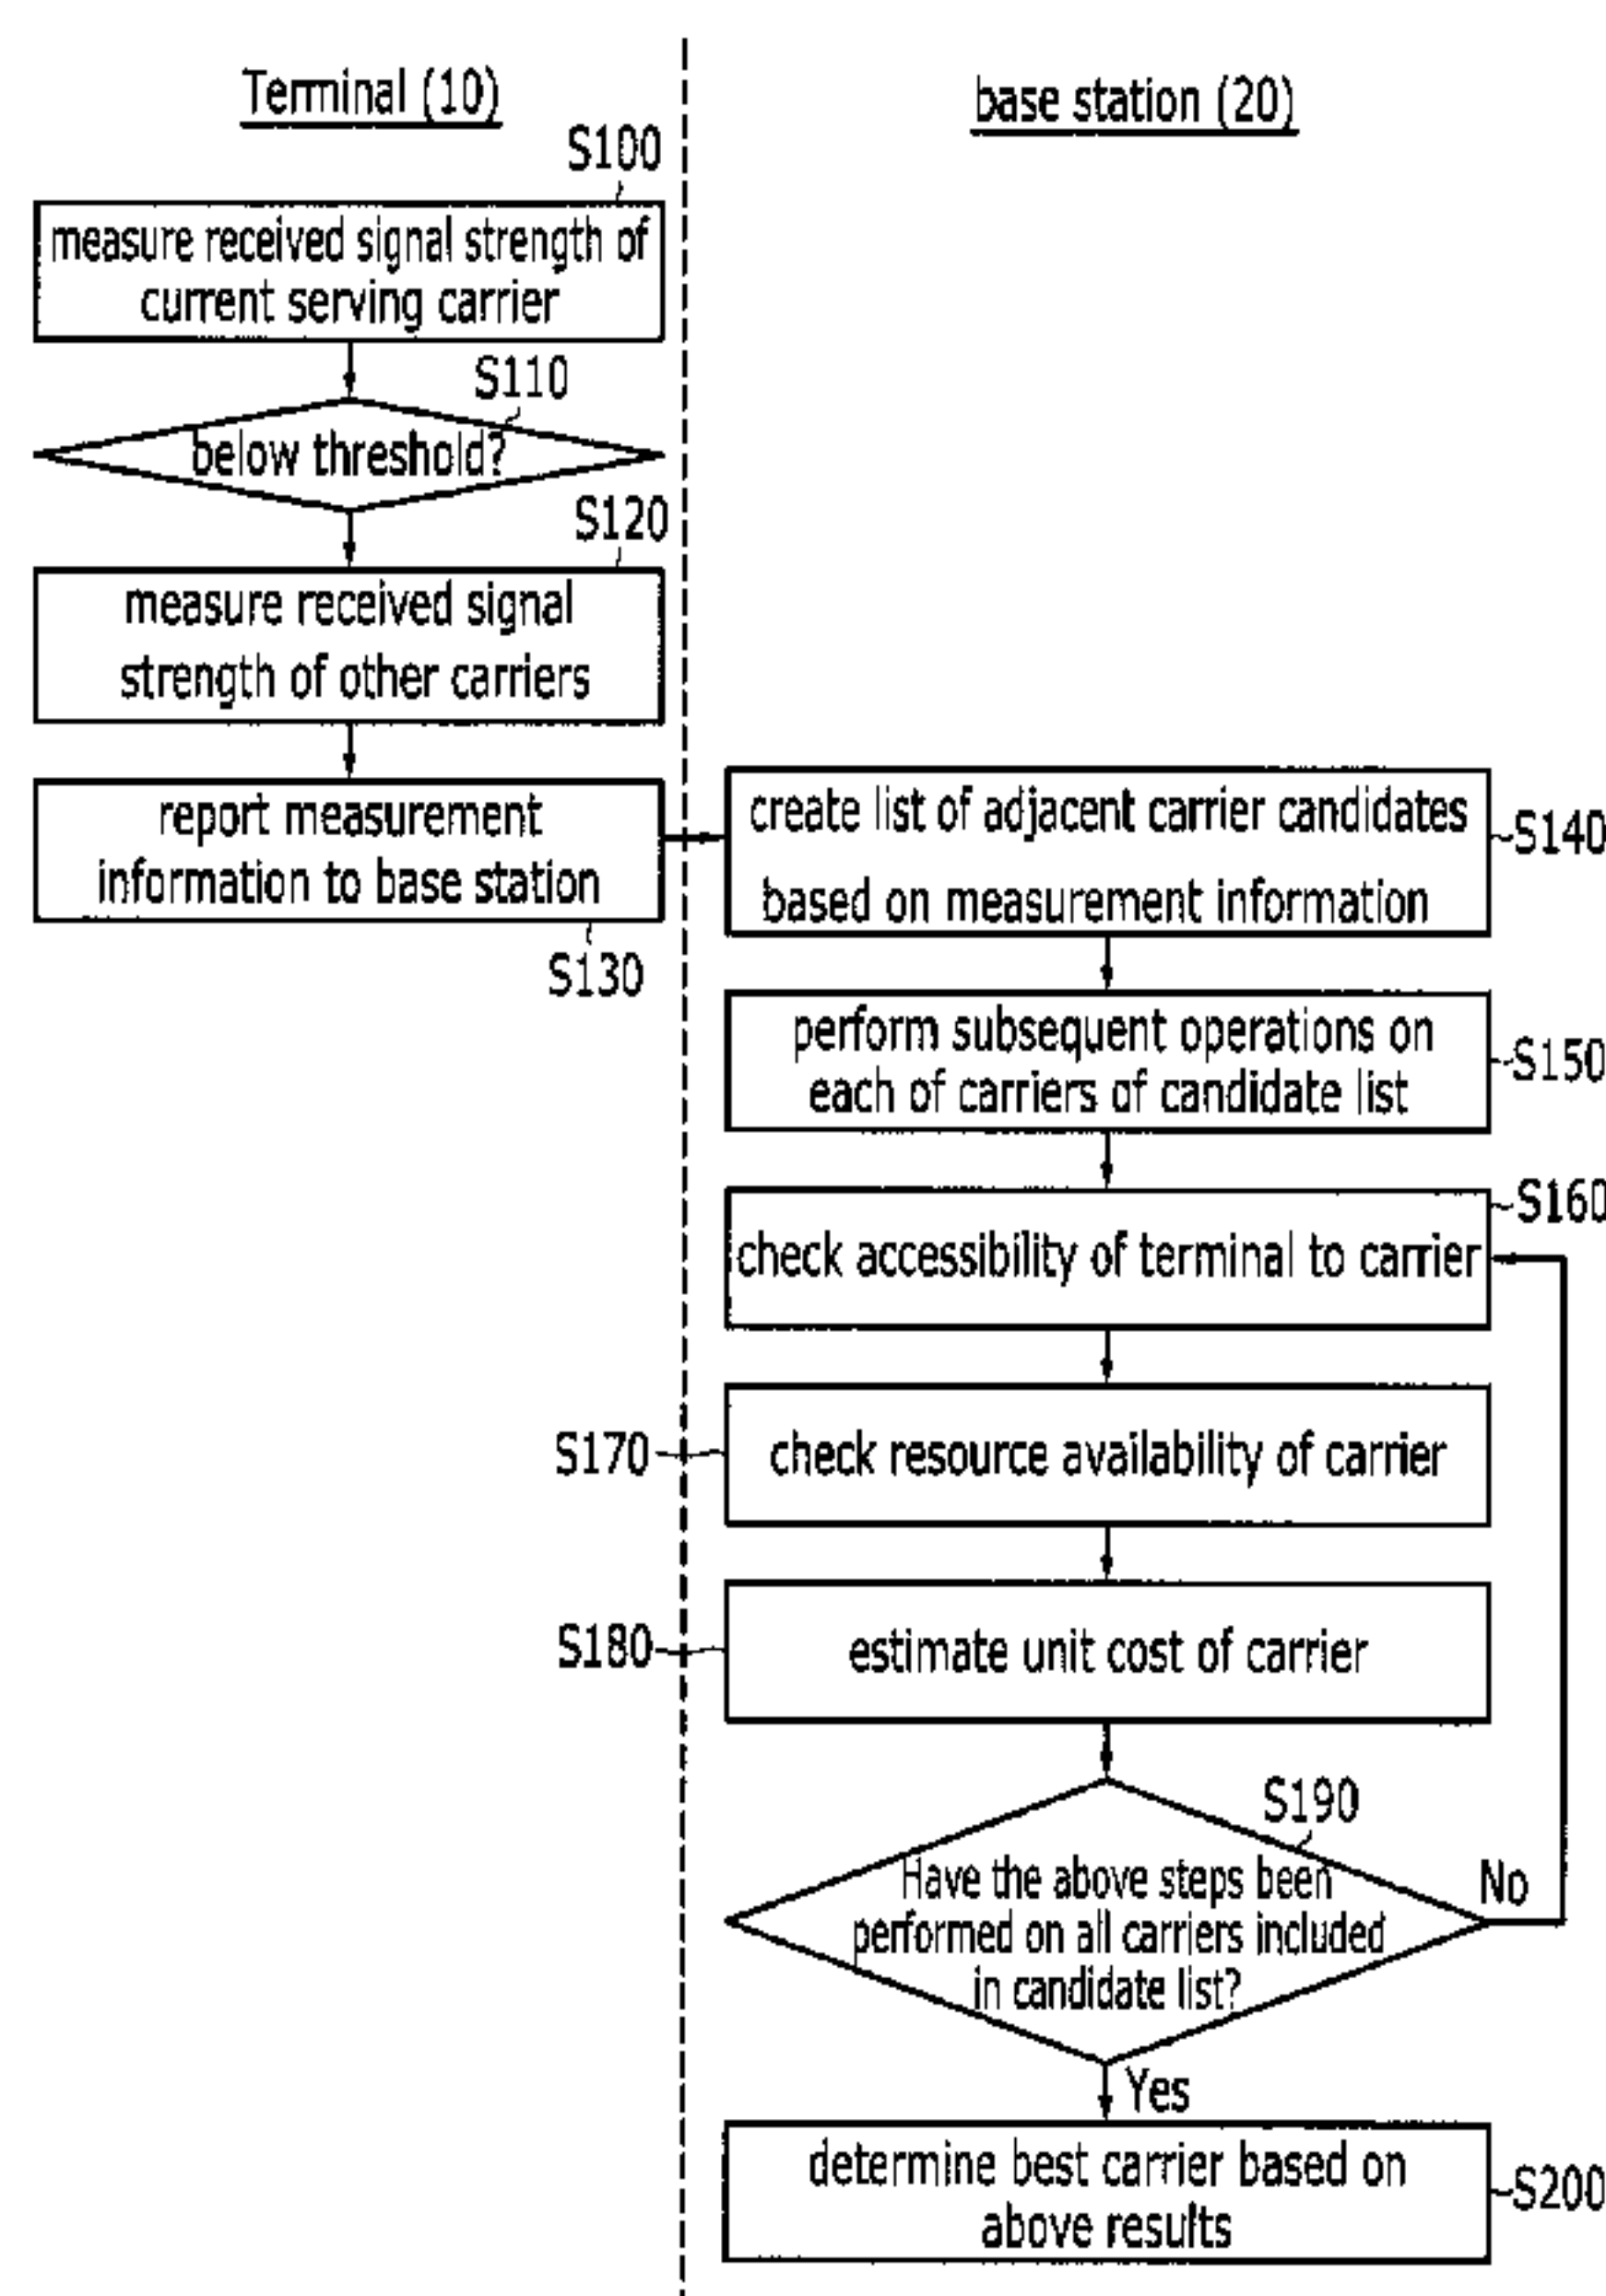 Terminal (10)
base station (20)
S100
measure received signal strength of
current serving carrier
S110
below threshold?
S120
measure received signal
strength of other carriers
report measurement
information to base station
S130
create list of adjacent carrier candidates
based on measurement information
S140
perform subsequent operations on
each of carriers of candidate list
S150
S160
check accessibility of terminal to carrier
S170
check resource availability of carrier
S180
estimate unit cost of carrier
S190
Have the above steps been
performed on all carriers included
in candidate list?
No
Yes
determine best carrier based on
above results
S200